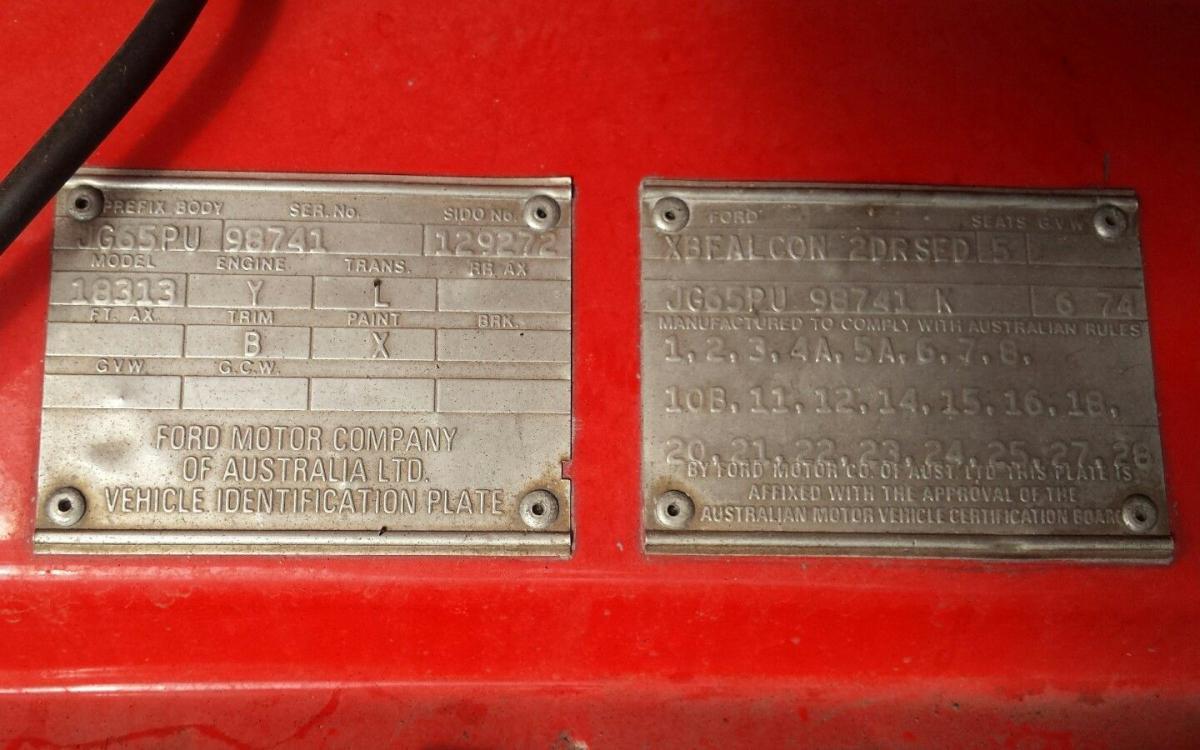 PREFIX BODY SER. No. SIDO No.
JG65PU 98741 129272
MODEL ENGINE TRANS. RR AX
18313 Y L
FT. AX. TRIM PAINT BRK.
B X
G.V.W. G.C.W.
FORD MOTOR COMPANY
OF AUSTRALIA LTD.
VEHICLE IDENTIFICATION PLATE
FORD SEATS G.V.W
XBFALCON 2DRSED 5
JG65PU 98741 K 6 74
MANUFACTURED TO COMPLY WITH AUSTRALIAN RULES
1, 2, 3, 4A, 5A, 6, 7, 8,
10B, 11, 12, 14, 15, 16, 18,
20, 21, 22, 23, 24, 25, 27, 28
BY FORD MOTOR CO. OF AUST LTD THIS PLATE IS
AFFIXED WITH THE APPROVAL OF THE
AUSTRALIAN MOTOR VEHICLE CERTIFICATION BOARD